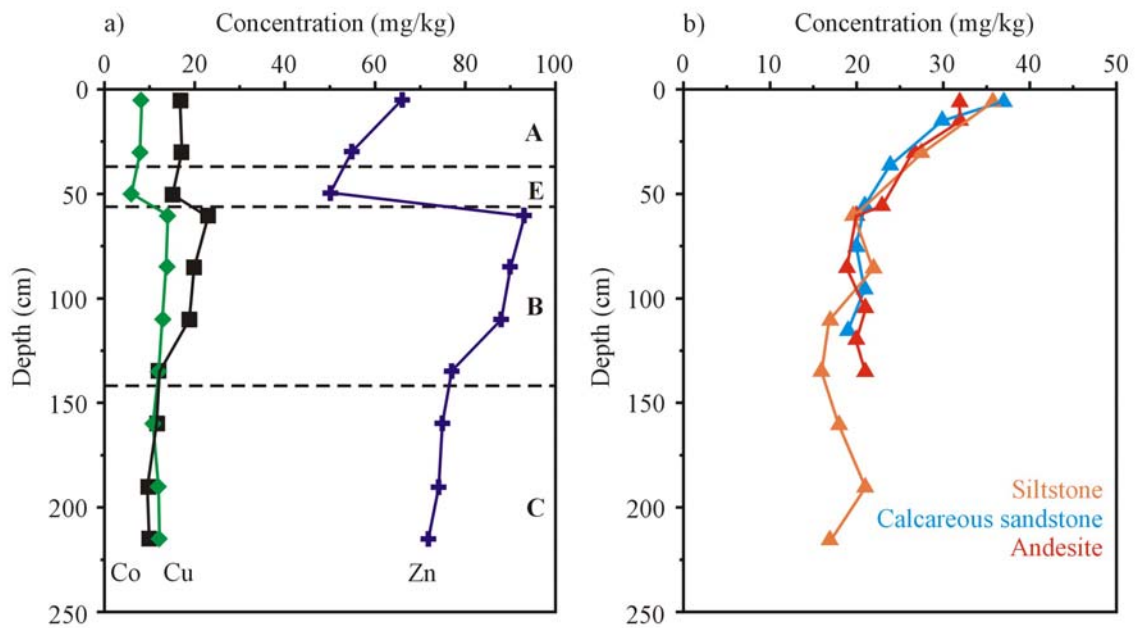 a) Concentration (mg/kg)
0 20 40 60 80 100
0
50
100
150
200
250
Depth (cm)
A
E
B
C
Co Cu Zn
b) Concentration (mg/kg)
0 10 20 30 40 50
0
50
100
150
200
250
Depth (cm)
Siltstone
Calcareous sandstone
Andesite